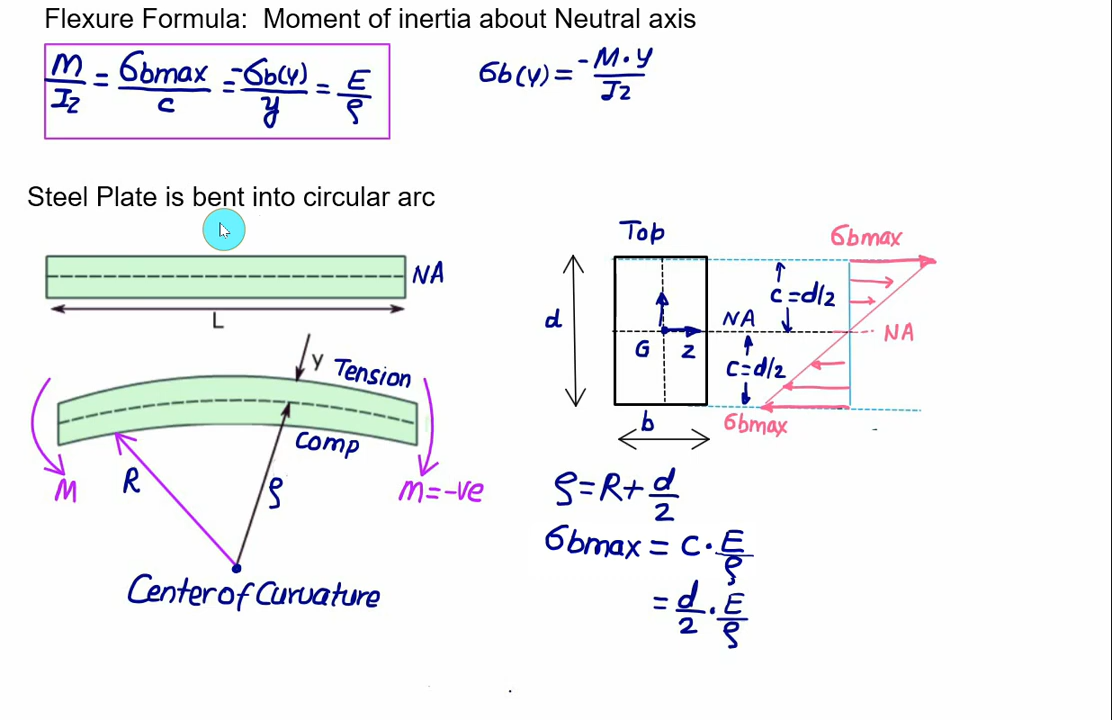 Flexure Formula: Moment of inertia about Neutral axis
M/Iz = σbmax/c = -σb(y)/y = E/ρ
σb(y) = -M·y/Iz
Steel Plate is bent into circular arc
NA
L
y Tension
Comp
M
R
ρ
m=-ve
Center of Curvature
Top
σbmax
d
c=d/2
NA
NA
G z
c=d/2
b
σbmax
ρ=R+d/2
σbmax = c·E/ρ
= d/2·E/ρ